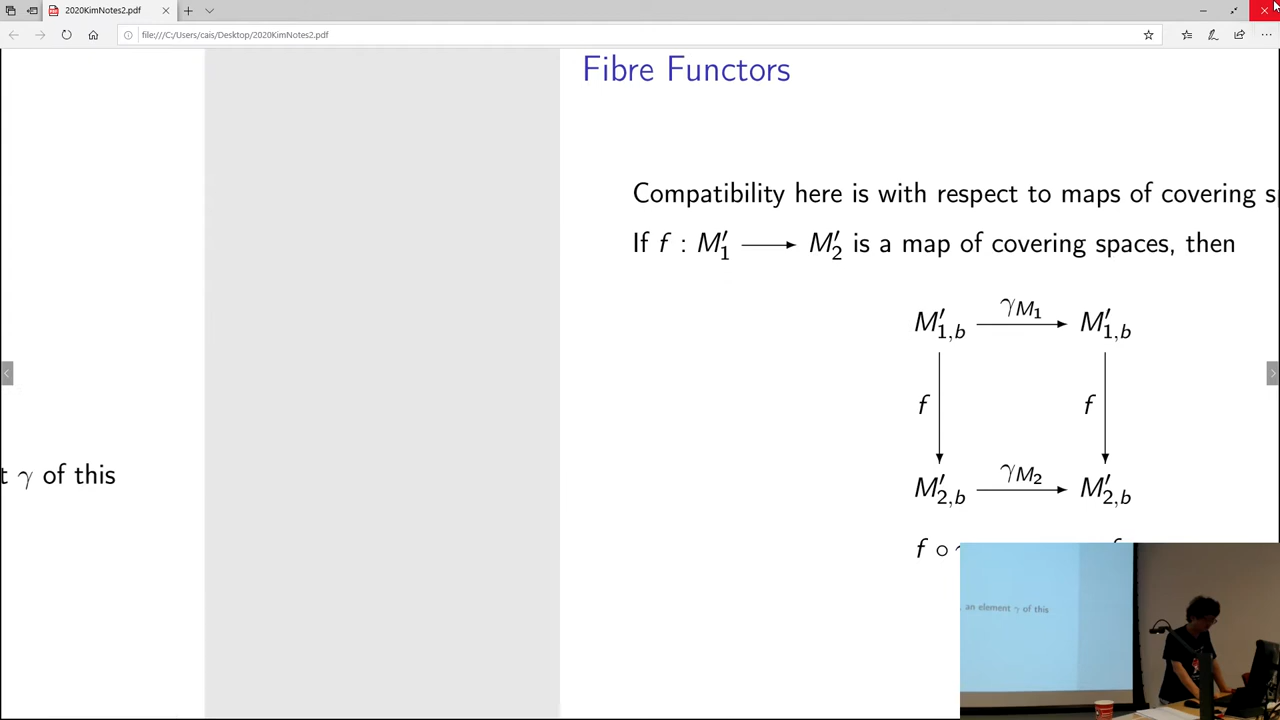 2020KimNotes2.pdf
file:///C:/Users/cais/Desktop/2020KimNotes2.pdf
Fibre Functors
Compatibility here is with respect to maps of covering
If f : M′₁ ⟶ M′₂ is a map of covering spaces, then
M′₁,b γM₁ M′₁,b
f f
t γ of this
M′₂,b γM₂ M′₂,b
f ∘
an element γ of this